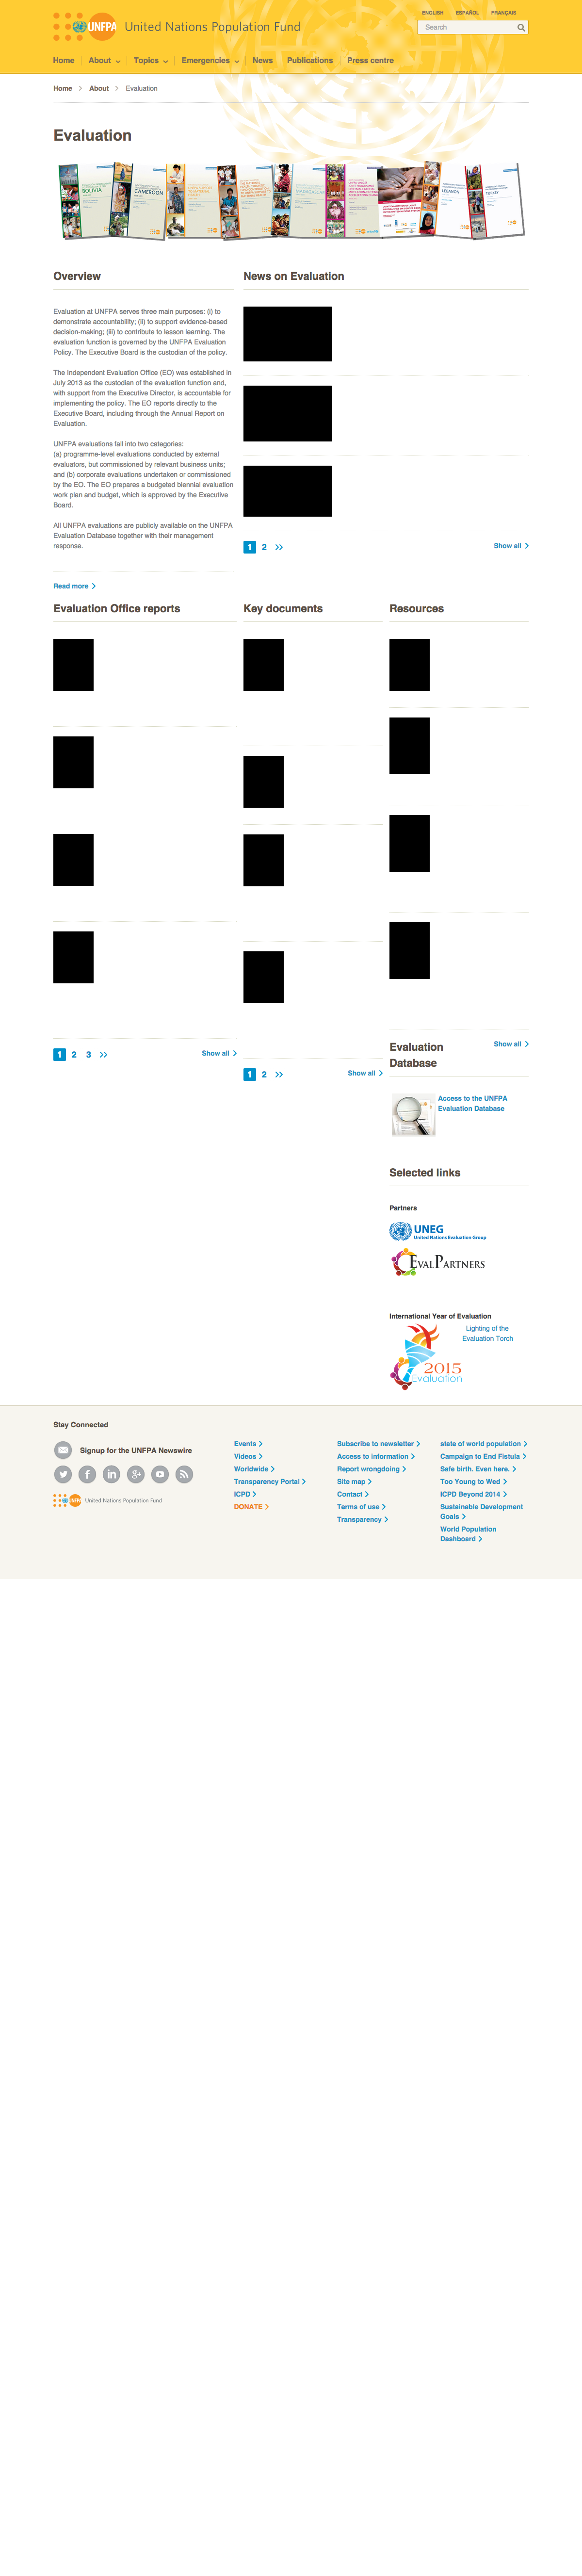 ENGLISH ESPAÑOL FRANÇAIS
UNFPA United Nations Population Fund
Search
Home About Topics Emergencies News Publications Press centre
Home > About > Evaluation
Evaluation
BOLIVIA
CAMEROON
MADAGASCAR
LEBANON
TURKEY
Overview
Evaluation at UNFPA serves three main purposes: (i) to
demonstrate accountability; (ii) to support evidence-based
decision-making; (iii) to contribute to lesson learning. The
evaluation function is governed by the UNFPA Evaluation
Policy. The Executive Board is the custodian of the policy.
The Independent Evaluation Office (EO) was established in
July 2013 as the custodian of the evaluation function and,
with support from the Executive Director, is accountable for
implementing the policy. The EO reports directly to the
Executive Board, including through the Annual Report on
Evaluation.
UNFPA evaluations fall into two categories:
(a) programme-level evaluations conducted by external
evaluators, but commissioned by relevant business units;
and (b) corporate evaluations undertaken or commissioned
by the EO. The EO prepares a budgeted biennial evaluation
work plan and budget, which is approved by the Executive
Board.
All UNFPA evaluations are publicly available on the UNFPA
Evaluation Database together with their management
response.
Read more >
News on Evaluation
1 2 >>
Show all >
Evaluation Office reports
1 2 3 >>
Show all >
Key documents
1 2 >>
Show all >
Resources
Show all >
Evaluation
Database
Access to the UNFPA
Evaluation Database
Selected links
Partners
UNEG
United Nations Evaluation Group
EVALPARTNERS
International Year of Evaluation
2015
Evaluation
Lighting of the
Evaluation Torch
Stay Connected
Signup for the UNFPA Newswire
UNFPA United Nations Population Fund
Events >
Videos >
Worldwide >
Transparency Portal >
ICPD >
DONATE >
Subscribe to newsletter >
Access to information >
Report wrongdoing >
Site map >
Contact >
Terms of use >
Transparency >
state of world population >
Campaign to End Fistula >
Safe birth. Even here. >
Too Young to Wed >
ICPD Beyond 2014 >
Sustainable Development
Goals >
World Population
Dashboard >